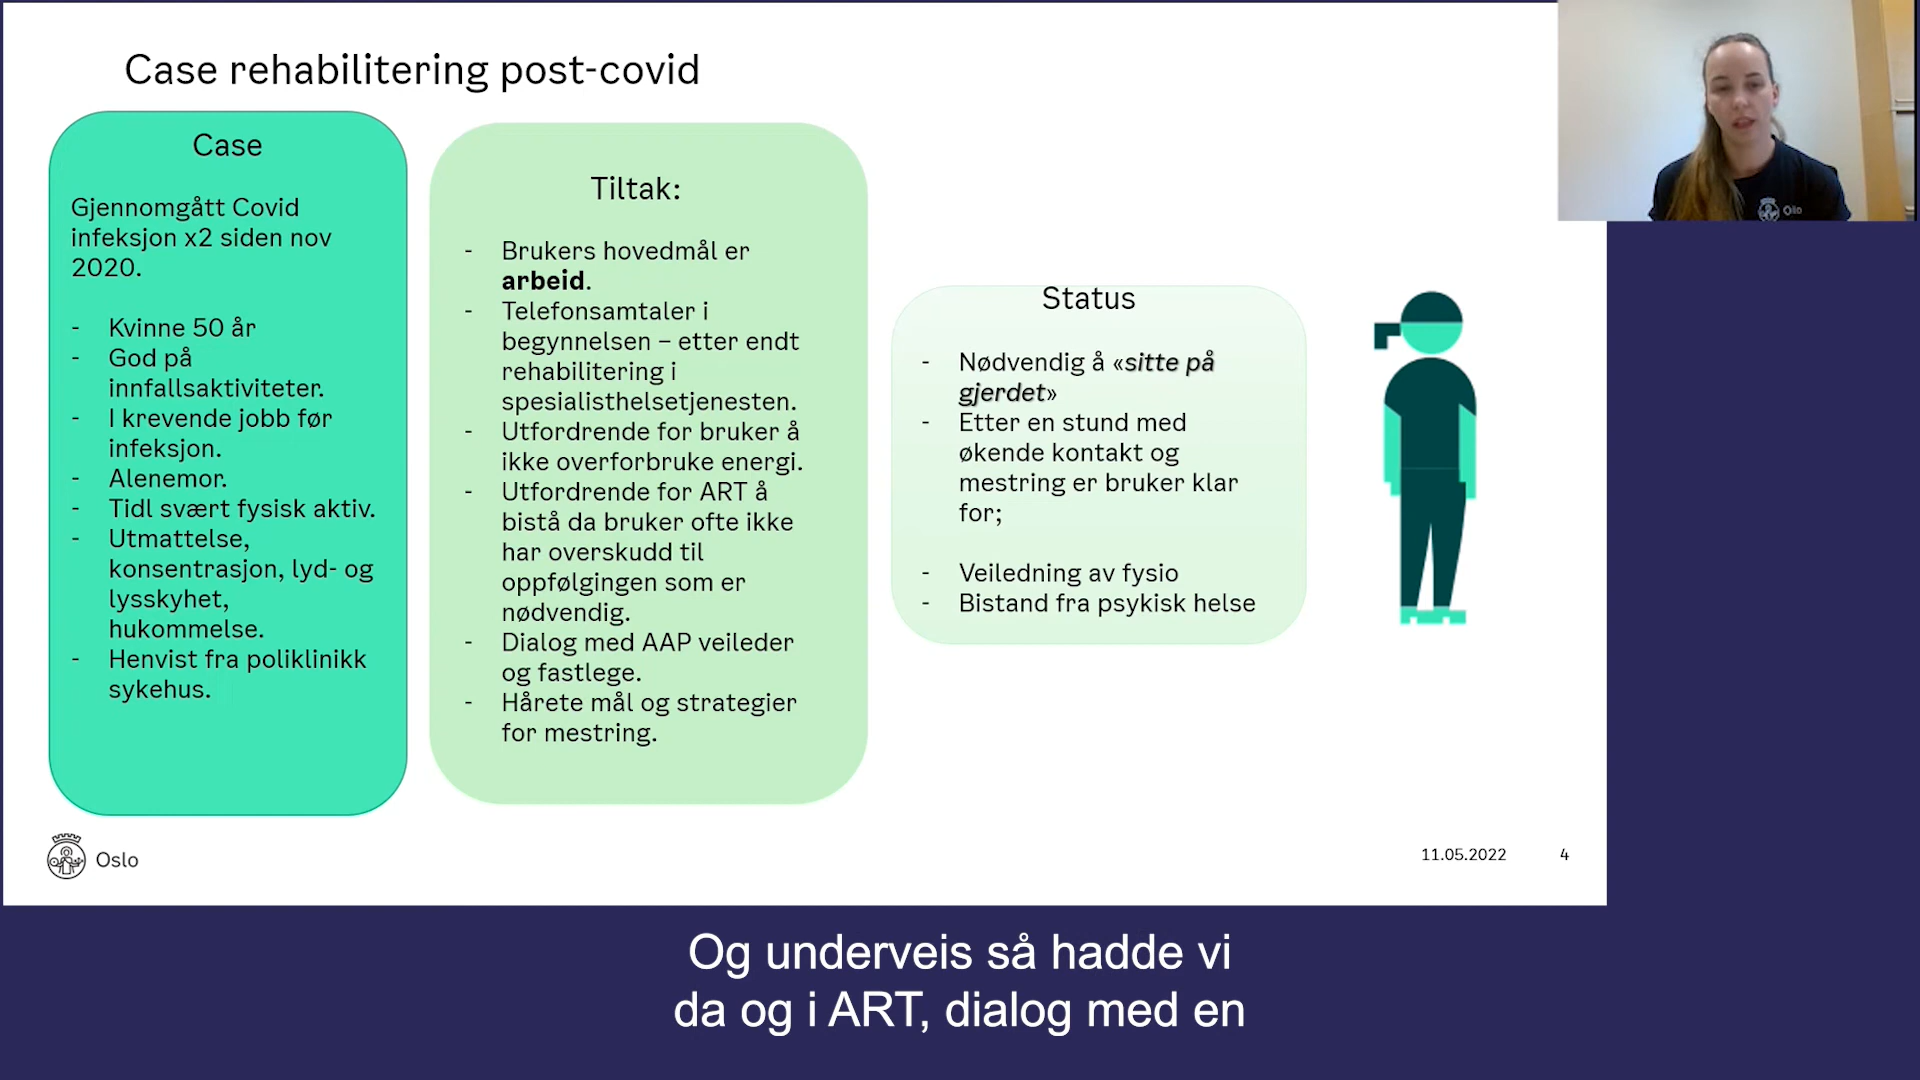 Case rehabilitering post-covid
Case
Gjennomgått Covid
infeksjon x2 siden nov
2020.
- Kvinne 50 år
- God på
innfallsaktiviteter.
- I krevende jobb før
infeksjon.
- Alenemor.
- Tidl svært fysisk aktiv.
- Utmattelse,
konsentrasjon, lyd- og
lysskyhet,
hukommelse.
- Henvist fra poliklinikk
sykehus.
Tiltak:
- Brukers hovedmål er
arbeid.
- Telefonsamtaler i
begynnelsen – etter endt
rehabilitering i
spesialisthelsetjenesten.
- Utfordrende for bruker å
ikke overforbruke energi.
- Utfordrende for ART å
bistå da bruker ofte ikke
har overskudd til
oppfølgingen som er
nødvendig.
- Dialog med AAP veileder
og fastlege.
- Hårete mål og strategier
for mestring.
Status
- Nødvendig å «sitte på
gjerdet»
- Etter en stund med
økende kontakt og
mestring er bruker klar
for;
- Veiledning av fysio
- Bistand fra psykisk helse
Oslo
Oslo
11.05.2022
4
Og underveis så hadde vi
da og i ART, dialog med en